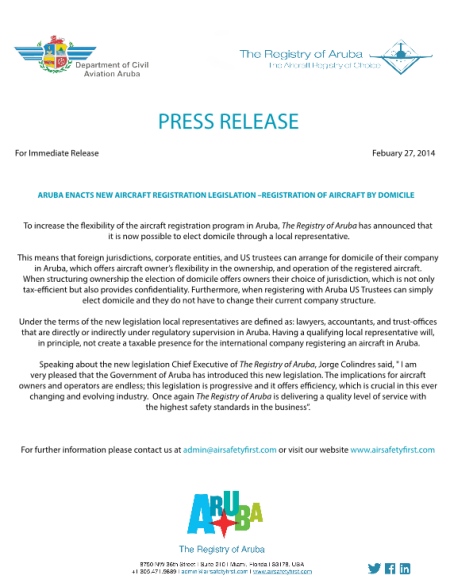 Department of Civil
Aviation Aruba
The Registry of Aruba
The Aircraft Registry of Choice
PRESS RELEASE
For Immediate Release
Febuary 27, 2014
ARUBA ENACTS NEW AIRCRAFT REGISTRATION LEGISLATION –REGISTRATION OF AIRCRAFT BY DOMICILE
To increase the flexibility of the aircraft registration program in Aruba, The Registry of Aruba has announced that
it is now possible to elect domicile through a local representative.
This means that foreign jurisdictions, corporate entities, and US trustees can arrange for domicile of their company
in Aruba, which offers aircraft owner's flexibility in the ownership, and operation of the registered aircraft.
When structuring ownership the election of domicile offers owners their choice of jurisdiction, which is not only
tax-efficient but also provides confidentiality. Furthermore, when registering with Aruba US Trustees can simply
elect domicile and they do not have to change their current company structure.
Under the terms of the new legislation local representatives are defined as: lawyers, accountants, and trust-offices
that are directly or indirectly under regulatory supervision in Aruba. Having a qualifying local representative will,
in principle, not create a taxable presence for the international company registering an aircraft in Aruba.
Speaking about the new legislation Chief Executive of The Registry of Aruba, Jorge Colindres said, " I am
very pleased that the Government of Aruba has introduced this new legislation. The implications for aircraft
owners and operators are endless; this legislation is progressive and it offers efficiency, which is crucial in this ever
changing and evolving industry. Once again The Registry of Aruba is delivering a quality level of service with
the highest safety standards in the business".
For further information please contact us at admin@airsafetyfirst.com or visit our website www.airsafetyfirst.com
ARUBA
The Registry of Aruba
8750 NW 36th Street I Suite 210 I Miami, Florida I 33178, USA
+1 305.471.9889 I admin@airsafetyfirst.com I www.airsafetyfirst.com